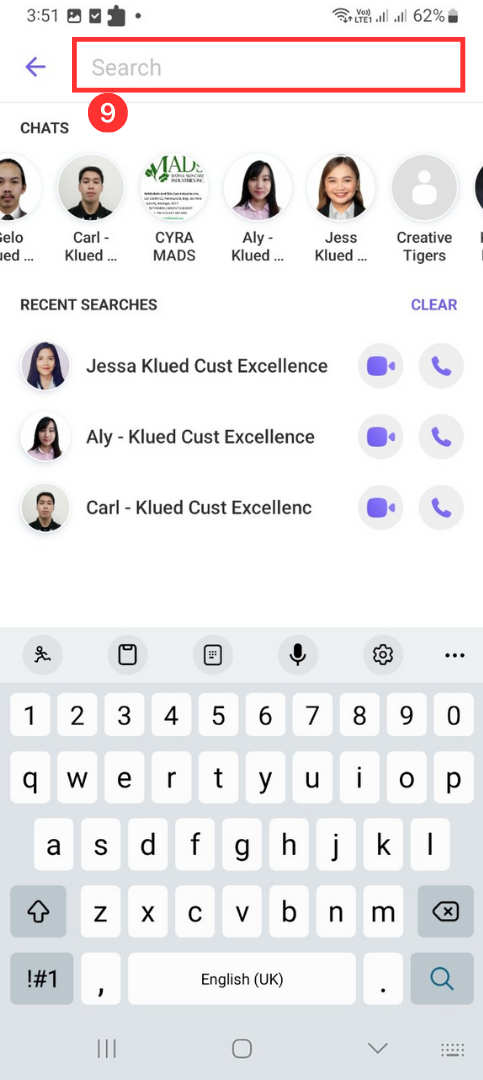 3:51
Vo))
LTE1
62%
Search
9
CHATS
Gelo
ued ...
Carl -
Klued ...
MADS
CYRA
MADS
Aly -
Klued ...
Jess
Klued ...
Creative
Tigers
RECENT SEARCHES
CLEAR
Jessa Klued Cust Excellence
Aly - Klued Cust Excellence
Carl - Klued Cust Excellenc
1 2 3 4 5 6 7 8 9 0
q w e r t y u i o p
a s d f g h j k l
z x c v b n m
!#1 , English (UK) .